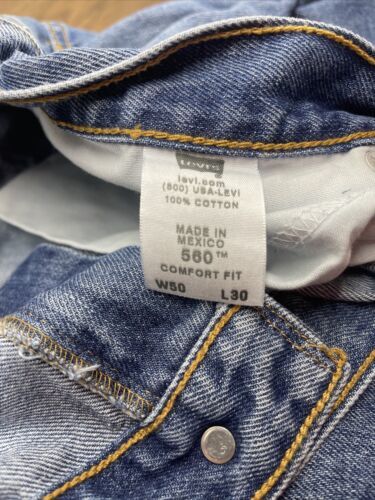 Levi's
levi.com
(800) USA-LEVI
100% COTTON
MADE IN
MEXICO
560™
COMFORT FIT
W50 L30